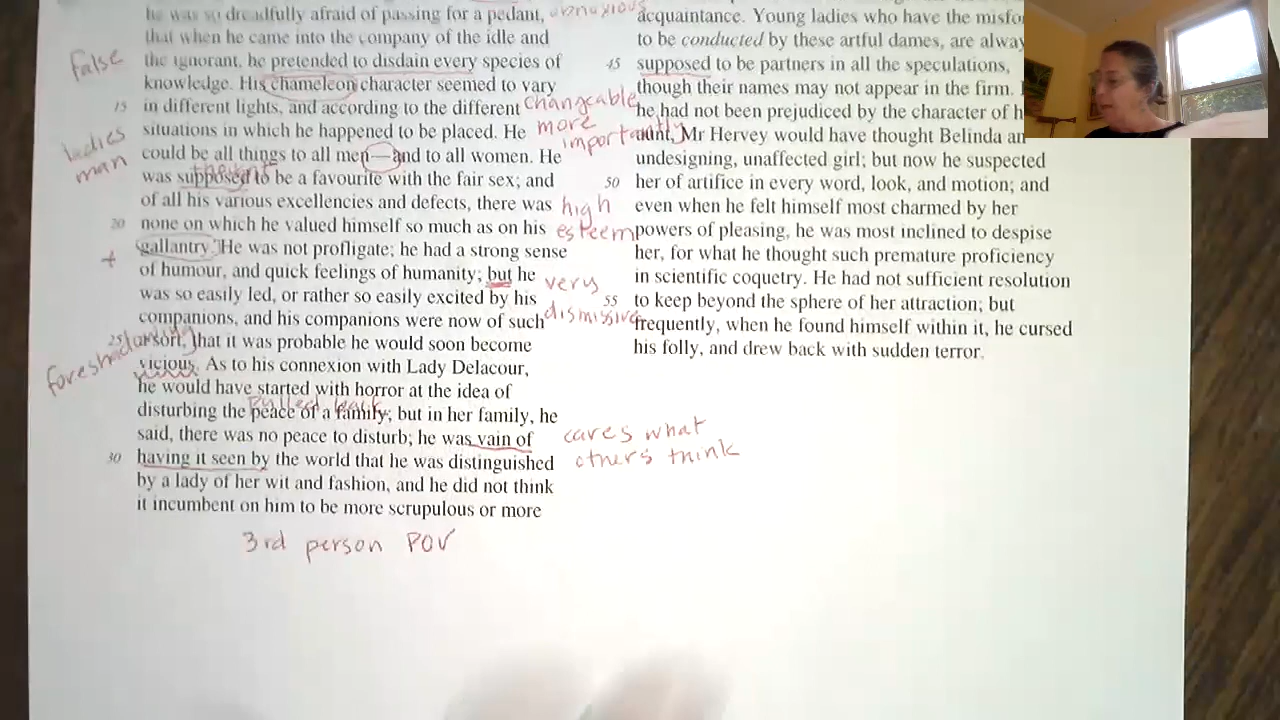 he was so dreadfully afraid of passing for a pedant, obnoxious
that when he came into the company of the idle and
false the ignorant, he pretended to disdain every species of
knowledge. His chameleon character seemed to vary
15 in different lights, and according to the different changeable
ladies man situations in which he happened to be placed. He more importantly
could be all things to all men—and to all women. He
thought
was supposed to be a favourite with the fair sex; and
of all his various excellencies and defects, there was high
20 none on which he valued himself so much as on his esteem
+ gallantry. He was not profligate; he had a strong sense
of humour, and quick feelings of humanity; but he very
was so easily led, or rather so easily excited by his
companions, and his companions were now of such dismissive
25 a sort, that it was probable he would soon become
foreshadowing vicious. As to his connexion with Lady Delacour,
he would have started with horror at the idea of
pulled back
disturbing the peace of a family; but in her family, he
said, there was no peace to disturb; he was vain of cares what
30 having it seen by the world that he was distinguished others think
by a lady of her wit and fashion, and he did not think
it incumbent on him to be more scrupulous or more
3rd person POV
acquaintance. Young ladies who have the misfo
to be conducted by these artful dames, are alway
45 supposed to be partners in all the speculations,
though their names may not appear in the firm.
he had not been prejudiced by the character of h
aunt, Mr Hervey would have thought Belinda an
undesigning, unaffected girl; but now he suspected
50 her of artifice in every word, look, and motion; and
even when he felt himself most charmed by her
powers of pleasing, he was most inclined to despise
her, for what he thought such premature proficiency
in scientific coquetry. He had not sufficient resolution
55 to keep beyond the sphere of her attraction; but
frequently, when he found himself within it, he cursed
his folly, and drew back with sudden terror.